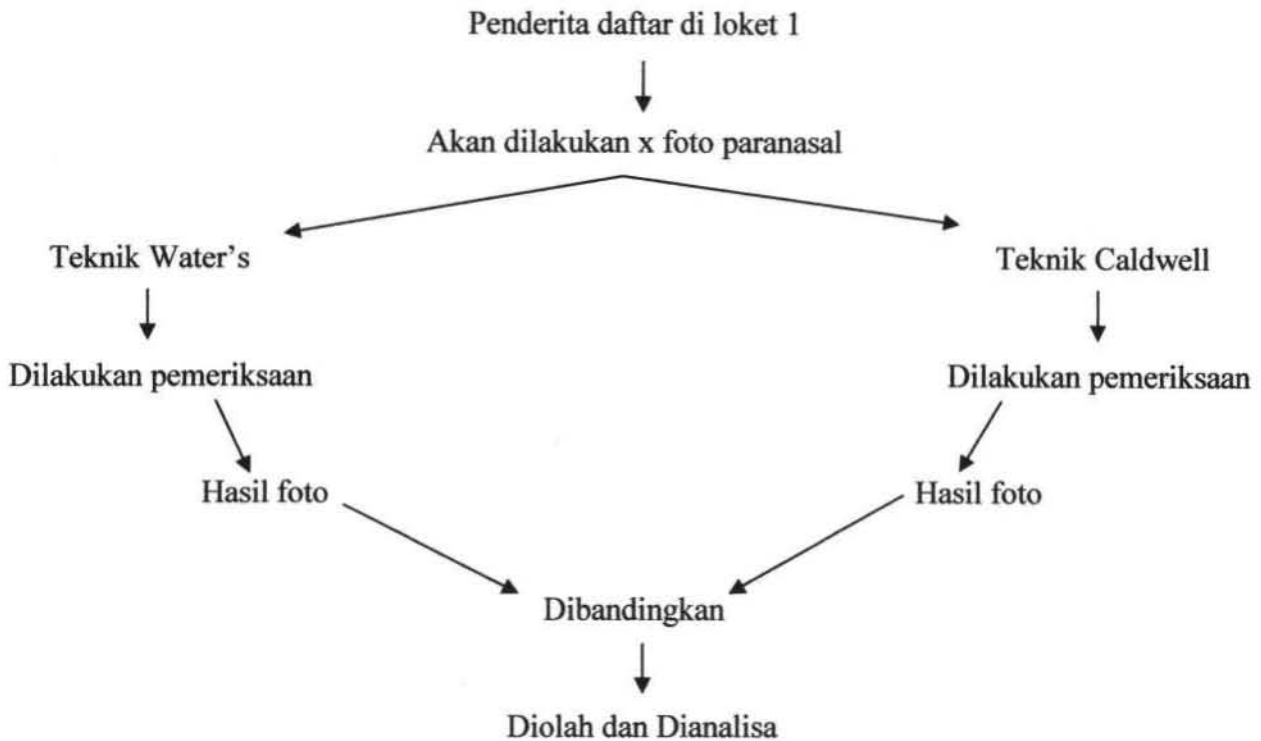 Penderita daftar di loket 1
Akan dilakukan x foto paranasal
Teknik Water's
Teknik Caldwell
Dilakukan pemeriksaan
Dilakukan pemeriksaan
Hasil foto
Hasil foto
Dibandingkan
Diolah dan Dianalisa